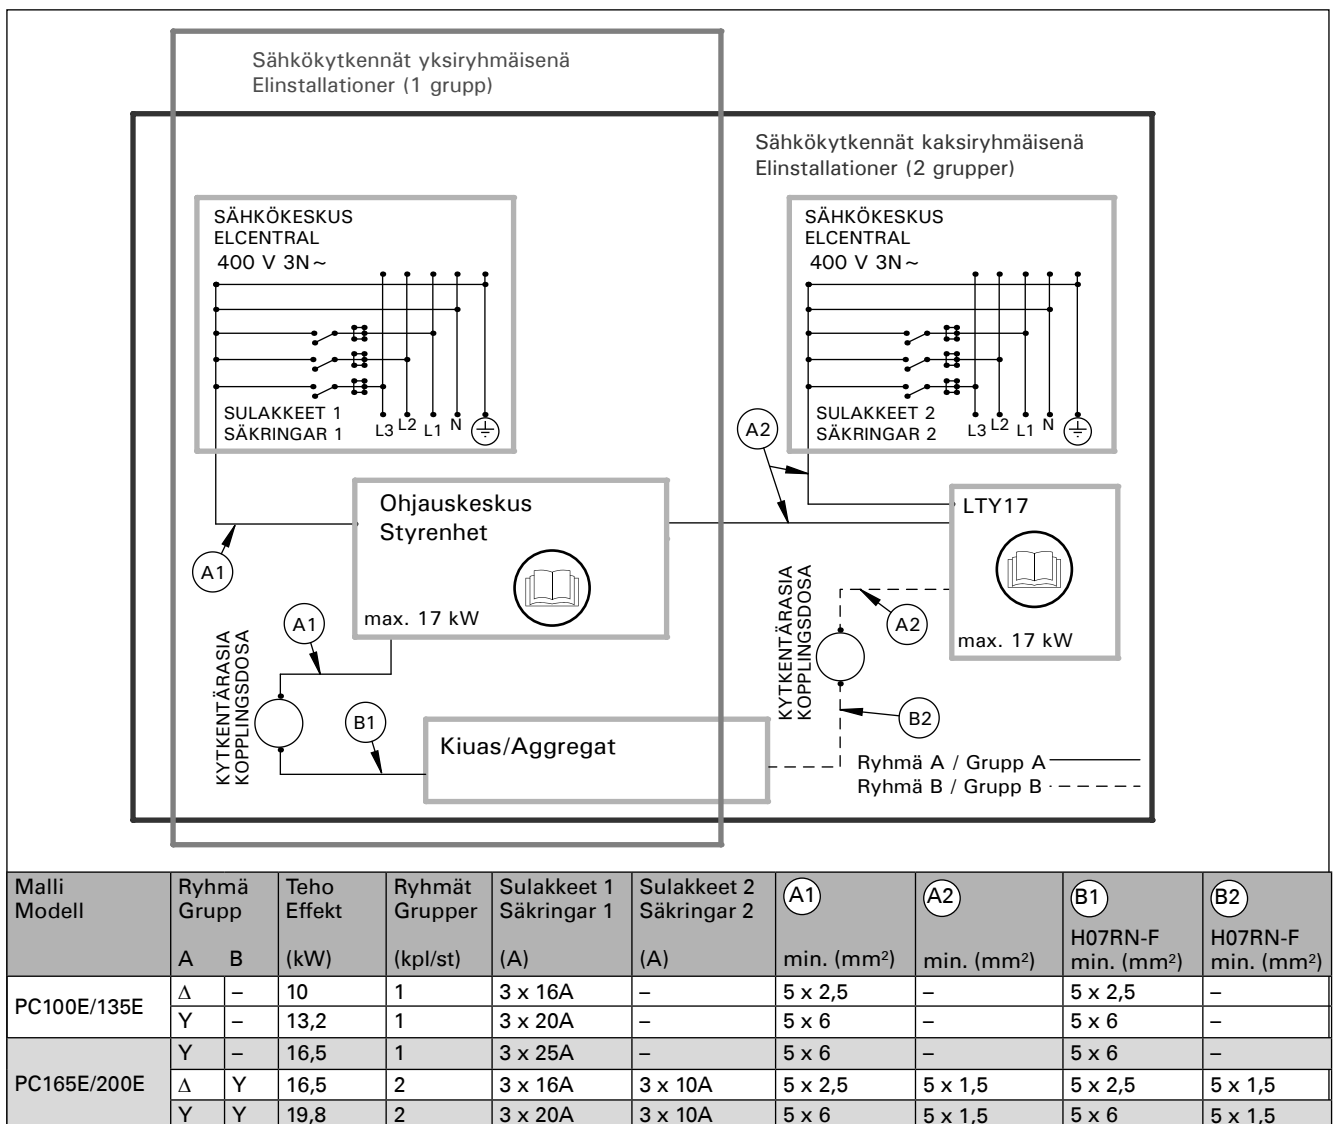 Sähkökytkennät yksiryhmäisenä
Elinstallationer (1 grupp)
Sähkökytkennät kaksiryhmäisenä
Elinstallationer (2 grupper)
SÄHKÖKESKUS
ELCENTRAL
400 V 3N~
SULAKKEET 1
SÄKRINGAR 1
L3 L2 L1 N
SÄHKÖKESKUS
ELCENTRAL
400 V 3N~
SULAKKEET 2
SÄKRINGAR 2
L3 L2 L1 N
A2
Ohjauskeskus
Styrenhet
max. 17 kW
LTY17
max. 17 kW
A1
A1
KYTKENTÄRASIA
KOPPLINGSDOSA
B1
Kiuas/Aggregat
KYTKENTÄRASIA
KOPPLINGSDOSA
A2
B2
Ryhmä A / Grupp A
Ryhmä B / Grupp B
Malli Ryhmä Teho Ryhmät Sulakkeet 1 Sulakkeet 2 A1 A2 B1 B2
Modell Grupp Effekt Grupper Säkringar 1 Säkringar 2
H07RN-F H07RN-F
A B (kW) (kpl/st) (A) (A) min. (mm²) min. (mm²) min. (mm²) min. (mm²)
PC100E/135E Δ – 10 1 3 x 16A – 5 x 2,5 – 5 x 2,5 –
Y – 13,2 1 3 x 20A – 5 x 6 – 5 x 6 –
PC165E/200E Y – 16,5 1 3 x 25A – 5 x 6 – 5 x 6 –
Δ Y 16,5 2 3 x 16A 3 x 10A 5 x 2,5 5 x 1,5 5 x 2,5 5 x 1,5
Y Y 19,8 2 3 x 20A 3 x 10A 5 x 6 5 x 1,5 5 x 6 5 x 1,5